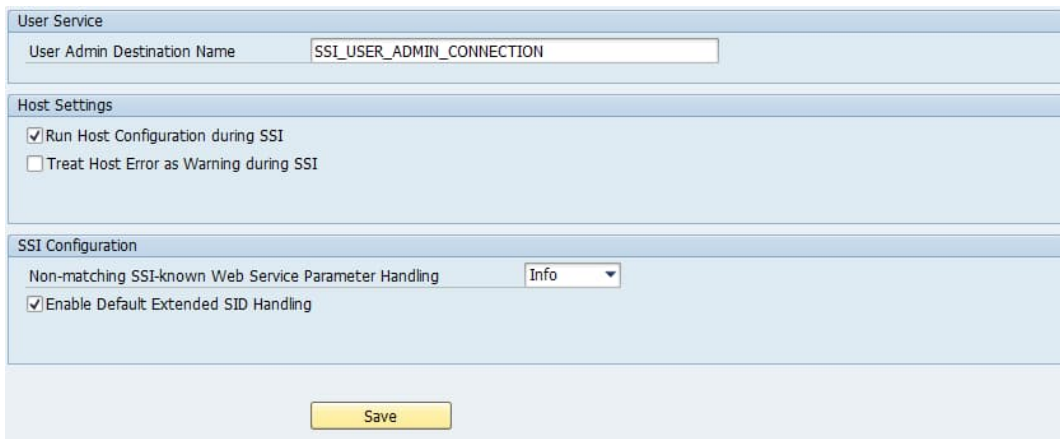 User Service
User Admin Destination Name SSI_USER_ADMIN_CONNECTION
Host Settings
Run Host Configuration during SSI
Treat Host Error as Warning during SSI
SSI Configuration
Non-matching SSI-known Web Service Parameter Handling Info
Enable Default Extended SID Handling
Save